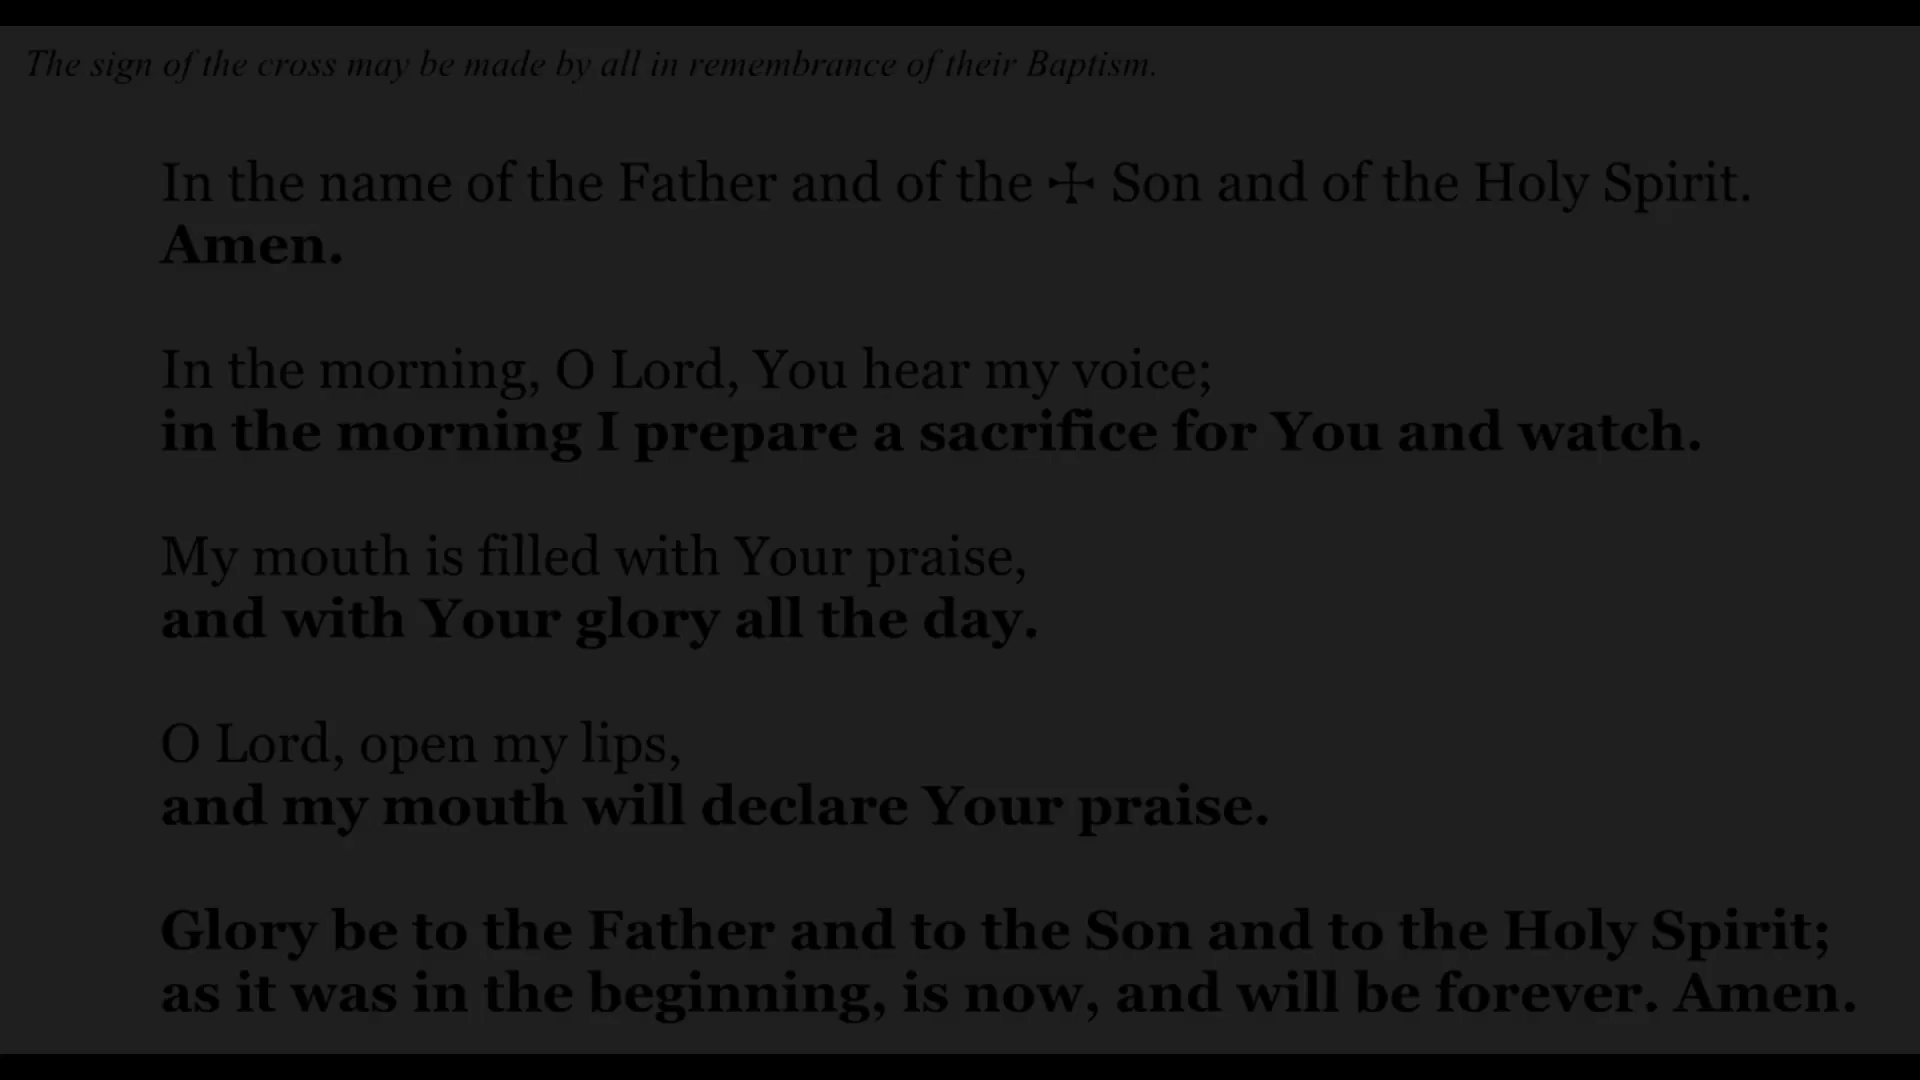 The sign of the cross may be made by all in remembrance of their Baptism.
In the name of the Father and of the ☩ Son and of the Holy Spirit.
Amen.
In the morning, O Lord, You hear my voice;
in the morning I prepare a sacrifice for You and watch.
My mouth is filled with Your praise,
and with Your glory all the day.
O Lord, open my lips,
and my mouth will declare Your praise.
Glory be to the Father and to the Son and to the Holy Spirit;
as it was in the beginning, is now, and will be forever. Amen.